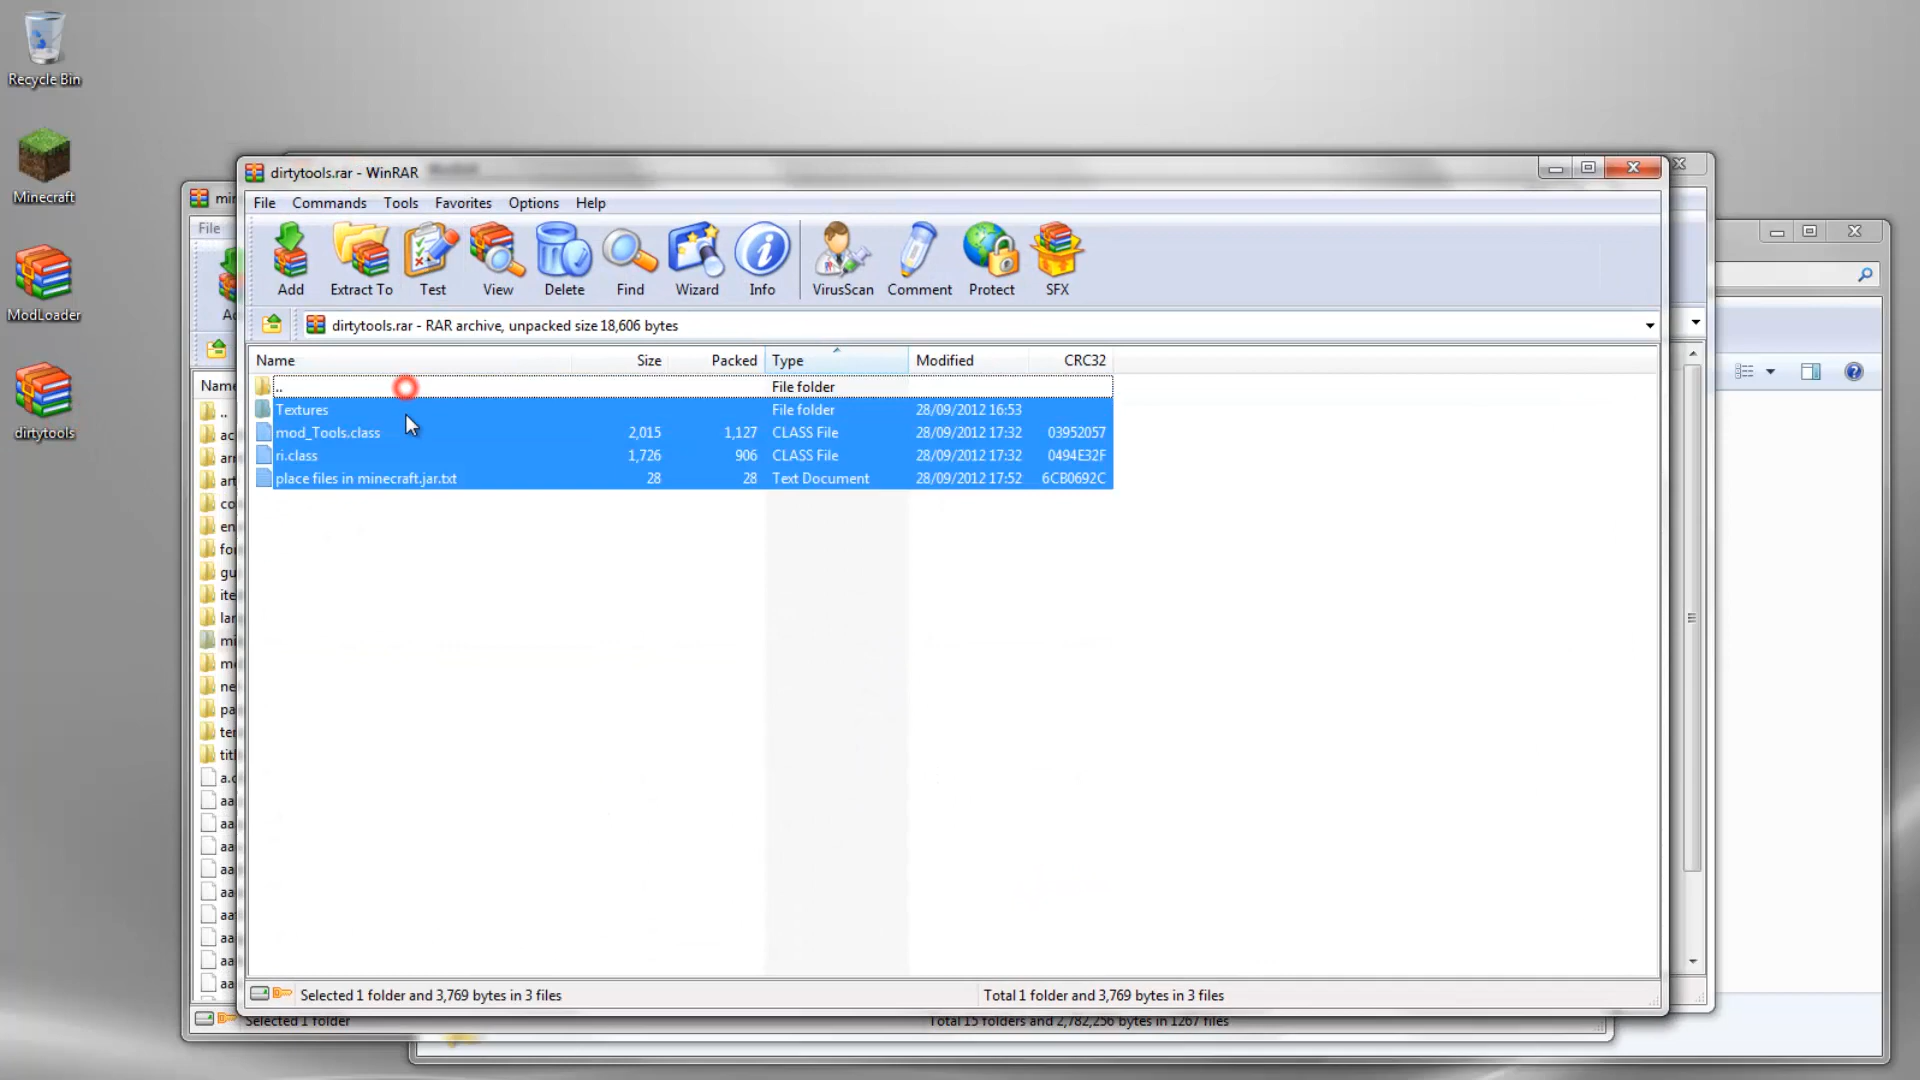 Recycle Bin
Minecraft
ModLoader
dirtytools
dirtytools.rar - WinRAR
File Commands Tools Favorites Options Help
Add Extract To Test View Delete Find Wizard Info VirusScan Comment Protect SFX
dirtytools.rar - RAR archive, unpacked size 18,606 bytes
Name Size Packed Type Modified CRC32
.. File folder
Textures File folder 28/09/2012 16:53
mod_Tools.class 2,015 1,127 CLASS File 28/09/2012 17:32 03952057
ri.class 1,726 906 CLASS File 28/09/2012 17:32 0494E32F
place files in minecraft.jar.txt 28 28 Text Document 28/09/2012 17:52 6CB0692C
Selected 1 folder and 3,769 bytes in 3 files Total 1 folder and 3,769 bytes in 3 files
File
..
Selected 1 folder Total 15 folders and 2,782,256 bytes in 1267 files